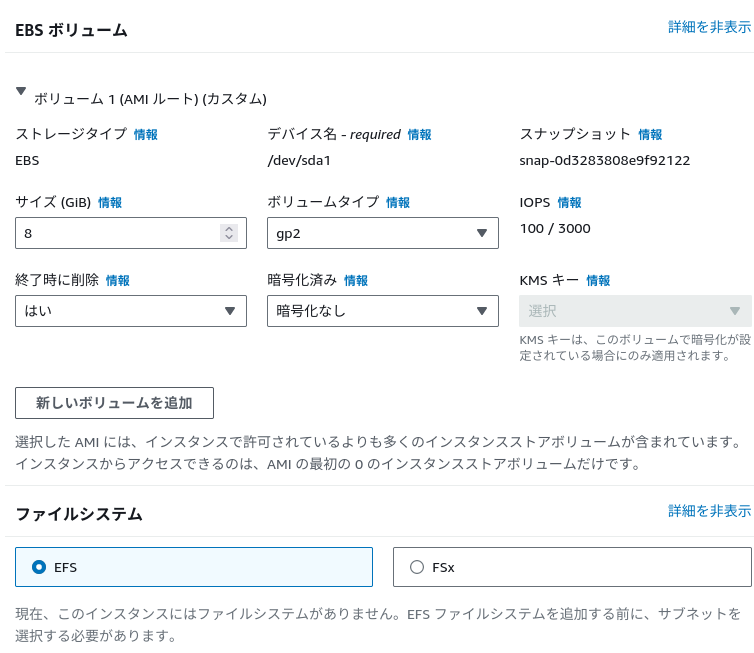 EBS ボリューム 詳細を非表示
ボリューム 1 (AMI ルート) (カスタム)
ストレージタイプ 情報
EBS
デバイス名 - required 情報
/dev/sda1
スナップショット 情報
snap-0d3283808e9f92122
サイズ (GiB) 情報
8
ボリュームタイプ 情報
gp2
IOPS 情報
100 / 3000
終了時に削除 情報
はい
暗号化済み 情報
暗号化なし
KMS キー 情報
選択
KMS キーは、このボリュームで暗号化が設
定されている場合にのみ適用されます。
新しいボリュームを追加
選択した AMI には、インスタンスで許可されているよりも多くのインスタンスストアボリュームが含まれています。
インスタンスからアクセスできるのは、AMI の最初の 0 のインスタンスストアボリュームだけです。
ファイルシステム 詳細を非表示
EFS
FSx
現在、このインスタンスにはファイルシステムがありません。EFS ファイルシステムを追加する前に、サブネットを
選択する必要があります。